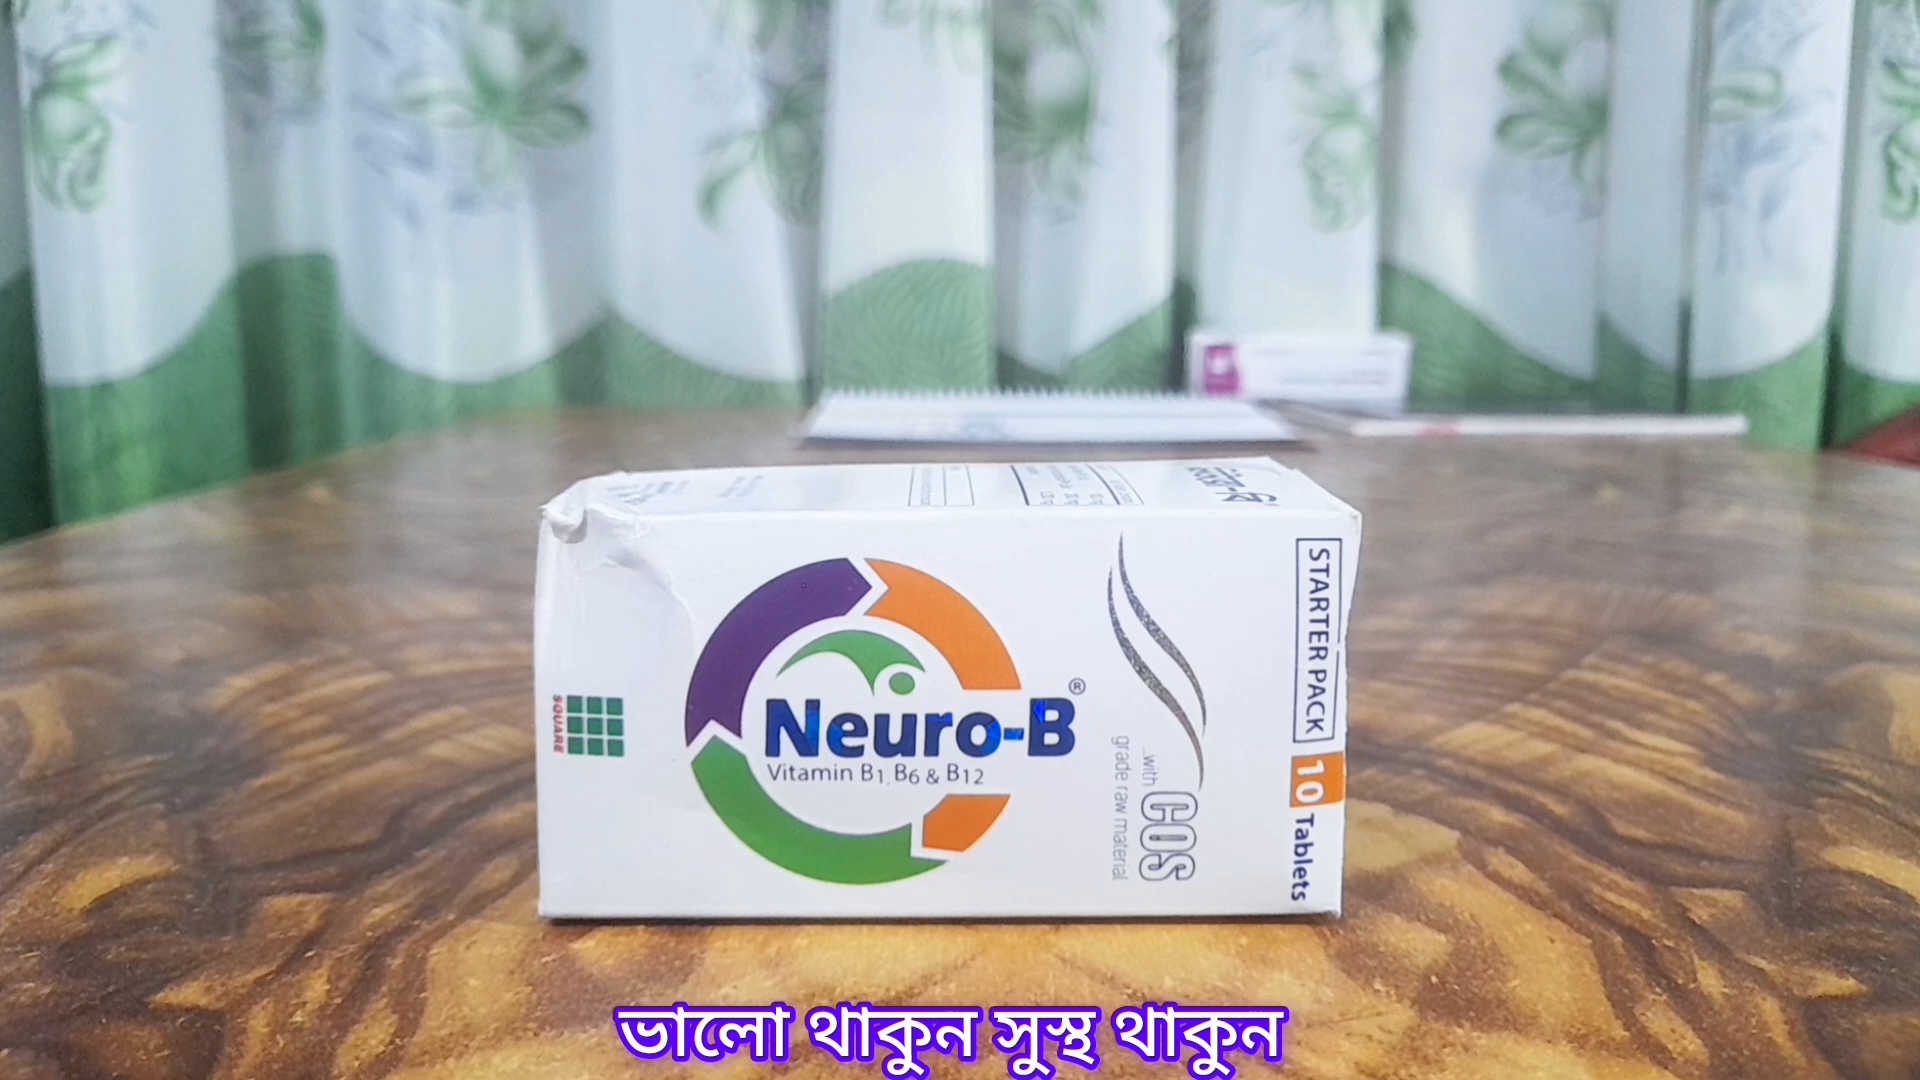 Neuro-B®
Vitamin B1, B6 & B12
SQUARE
...with COS
grade raw material
STARTER PACK
10 Tablets
ভালো থাকুন সুস্থ থাকুন